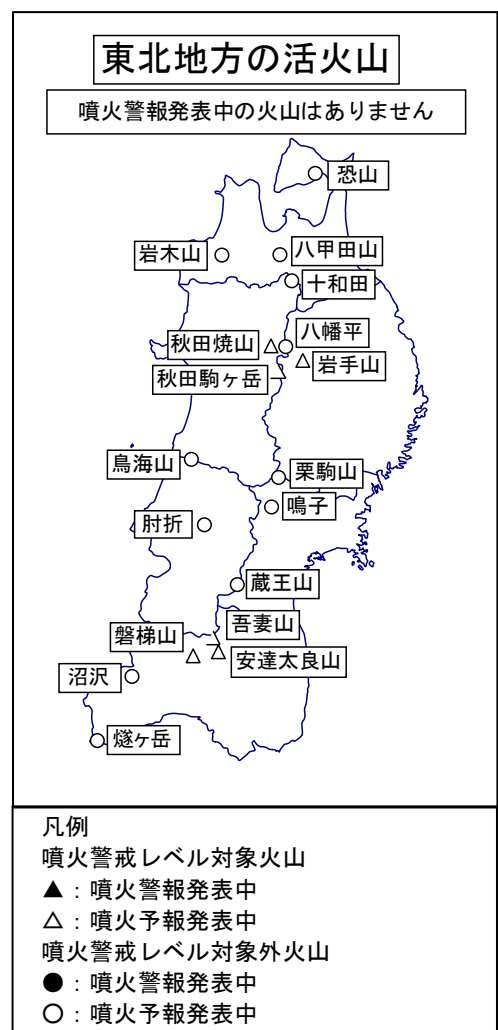 東北地方の活火山
噴火警報発表中の火山はありません
恐山
岩木山
八甲田山
十和田
八幡平
秋田焼山
岩手山
秋田駒ヶ岳
鳥海山
栗駒山
鳴子
肘折
蔵王山
吾妻山
磐梯山
安達太良山
沼沢
燧ヶ岳
凡例
噴火警戒レベル対象火山
▲：噴火警報発表中
△：噴火予報発表中
噴火警戒レベル対象外火山
●：噴火警報発表中
○：噴火予報発表中